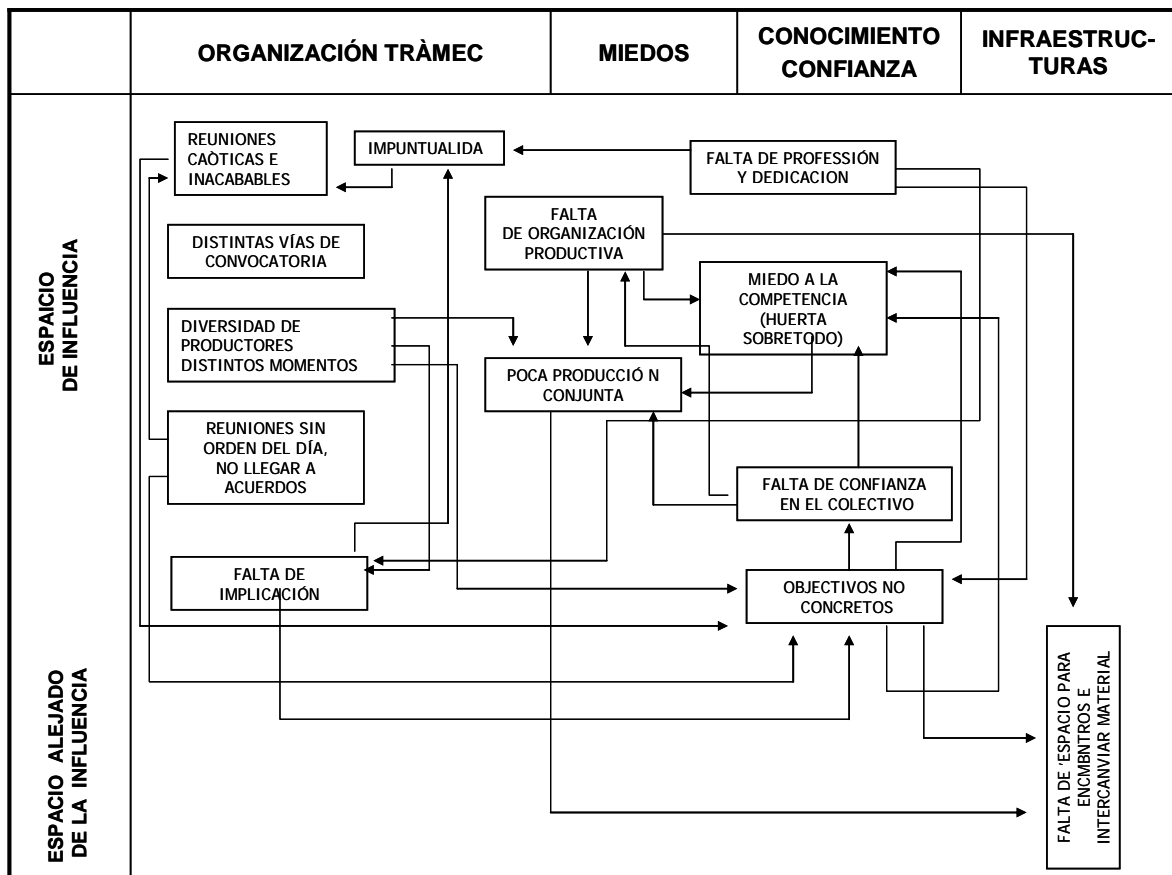 ORGANIZACIÓN TRÀMEC
MIEDOS
CONOCIMIENTO
CONFIANZA
INFRAESTRUC-
TURAS
ESPAICIO
DE INFLUENCIA
REUNIONES
CAÒTICAS E
INACABABLES
IMPUNTUALIDA
FALTA DE PROFESSIÓN
Y DEDICACION
DISTINTAS VÍAS DE
CONVOCATORIA
FALTA
DE ORGANIZACIÓN
PRODUCTIVA
MIEDO A LA
COMPETENCIA
(HUERTA
SOBRETODO)
DIVERSIDAD DE
PRODUCTORES
DISTINTOS MOMENTOS
POCA PRODUCCIÓ N
CONJUNTA
REUNIONES SIN
ORDEN DEL DÍA,
NO LLEGAR A
ACUERDOS
FALTA DE CONFIANZA
EN EL COLECTIVO
ESPACIO ALEJADO
DE LA INFLUENCIA
FALTA DE
IMPLICACIÓN
OBJECTIVOS NO
CONCRETOS
FALTA DE 'ESPACIO PARA
ENCMBNTROS E
INTERCANVIAR MATERIAL